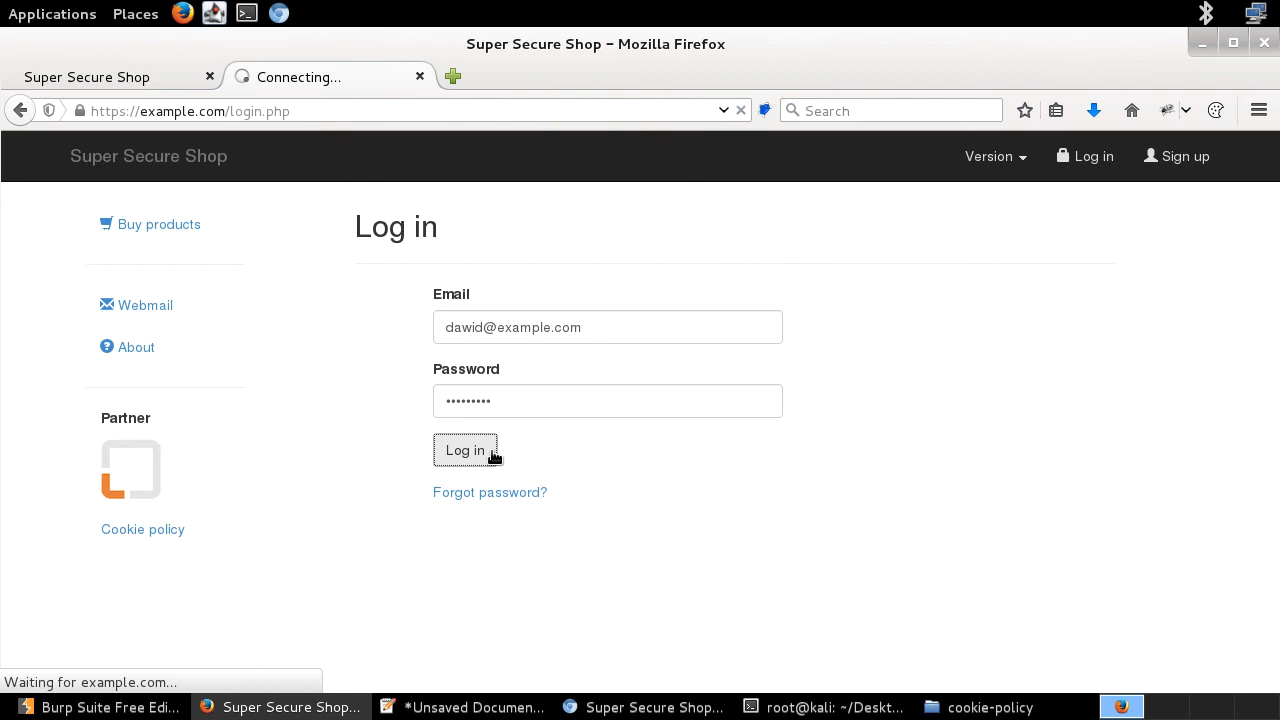 Applications Places
Super Secure Shop - Mozilla Firefox
Super Secure Shop
Connecting...
https://example.com/login.php
Search
Super Secure Shop
Version
Log in
Sign up
Buy products
Webmail
About
Partner
Cookie policy
Log in
Email
dawid@example.com
Password
•••••••••
Log in
Forgot password?
Waiting for example.com...
Burp Suite Free Edi...
Super Secure Shop...
*Unsaved Documen...
Super Secure Shop...
root@kali: ~/Deskt...
cookie-policy